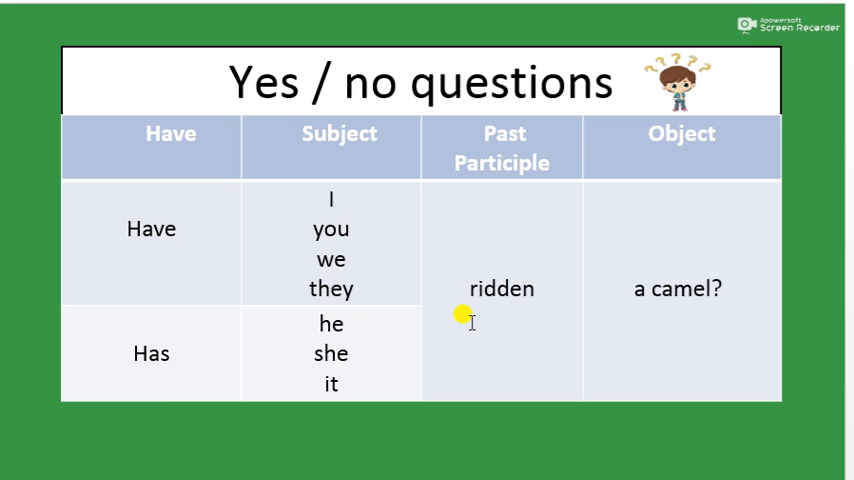 Apowersoft
Screen Recorder
Yes / no questions
Have Subject Past Participle Object
Have
I
you
we
they
ridden
a camel?
Has
he
she
it